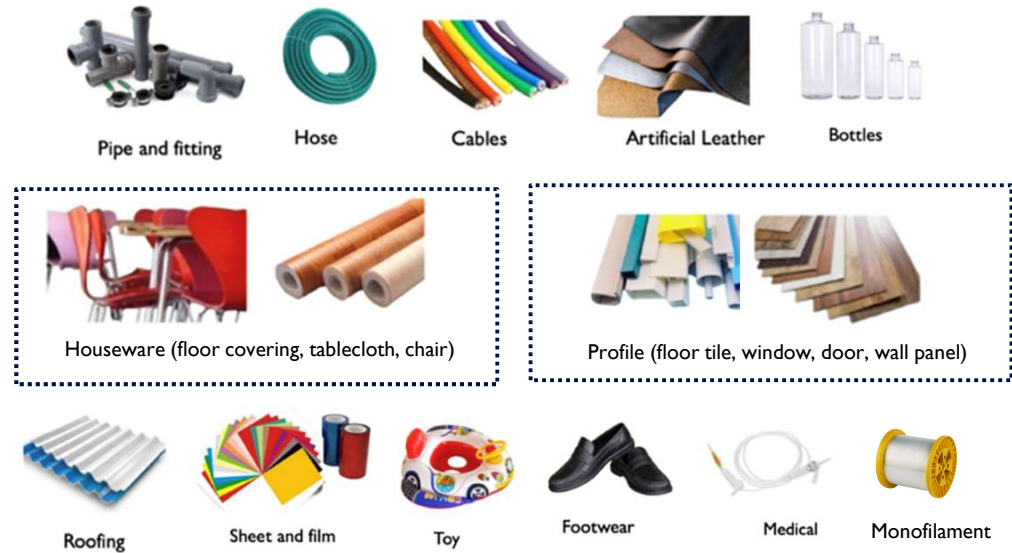 Pipe and fitting
Hose
Cables
Artificial Leather
Bottles
Houseware (floor covering, tablecloth, chair)
Profile (floor tile, window, door, wall panel)
Roofing
Sheet and film
Toy
Footwear
Medical
Monofilament